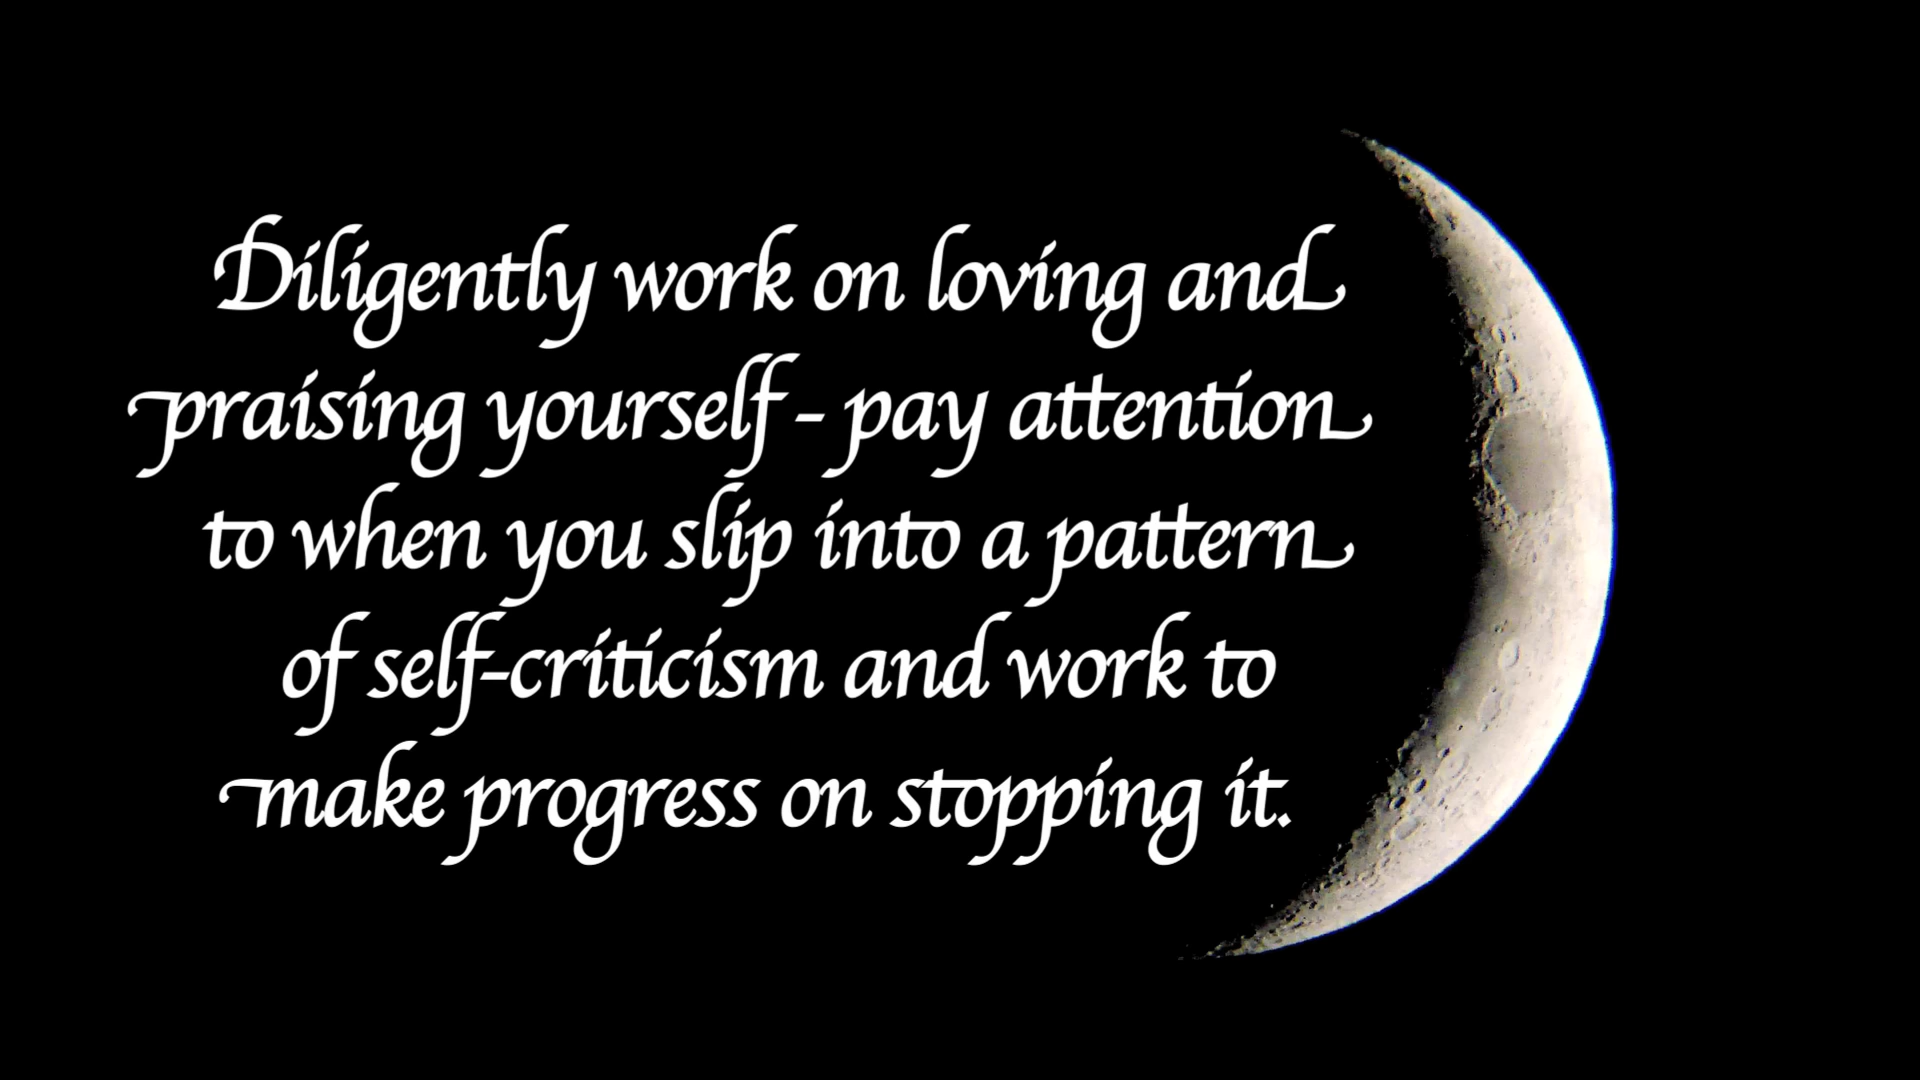 Diligently work on loving and
praising yourself - pay attention
to when you slip into a pattern
of self-criticism and work to
make progress on stopping it.